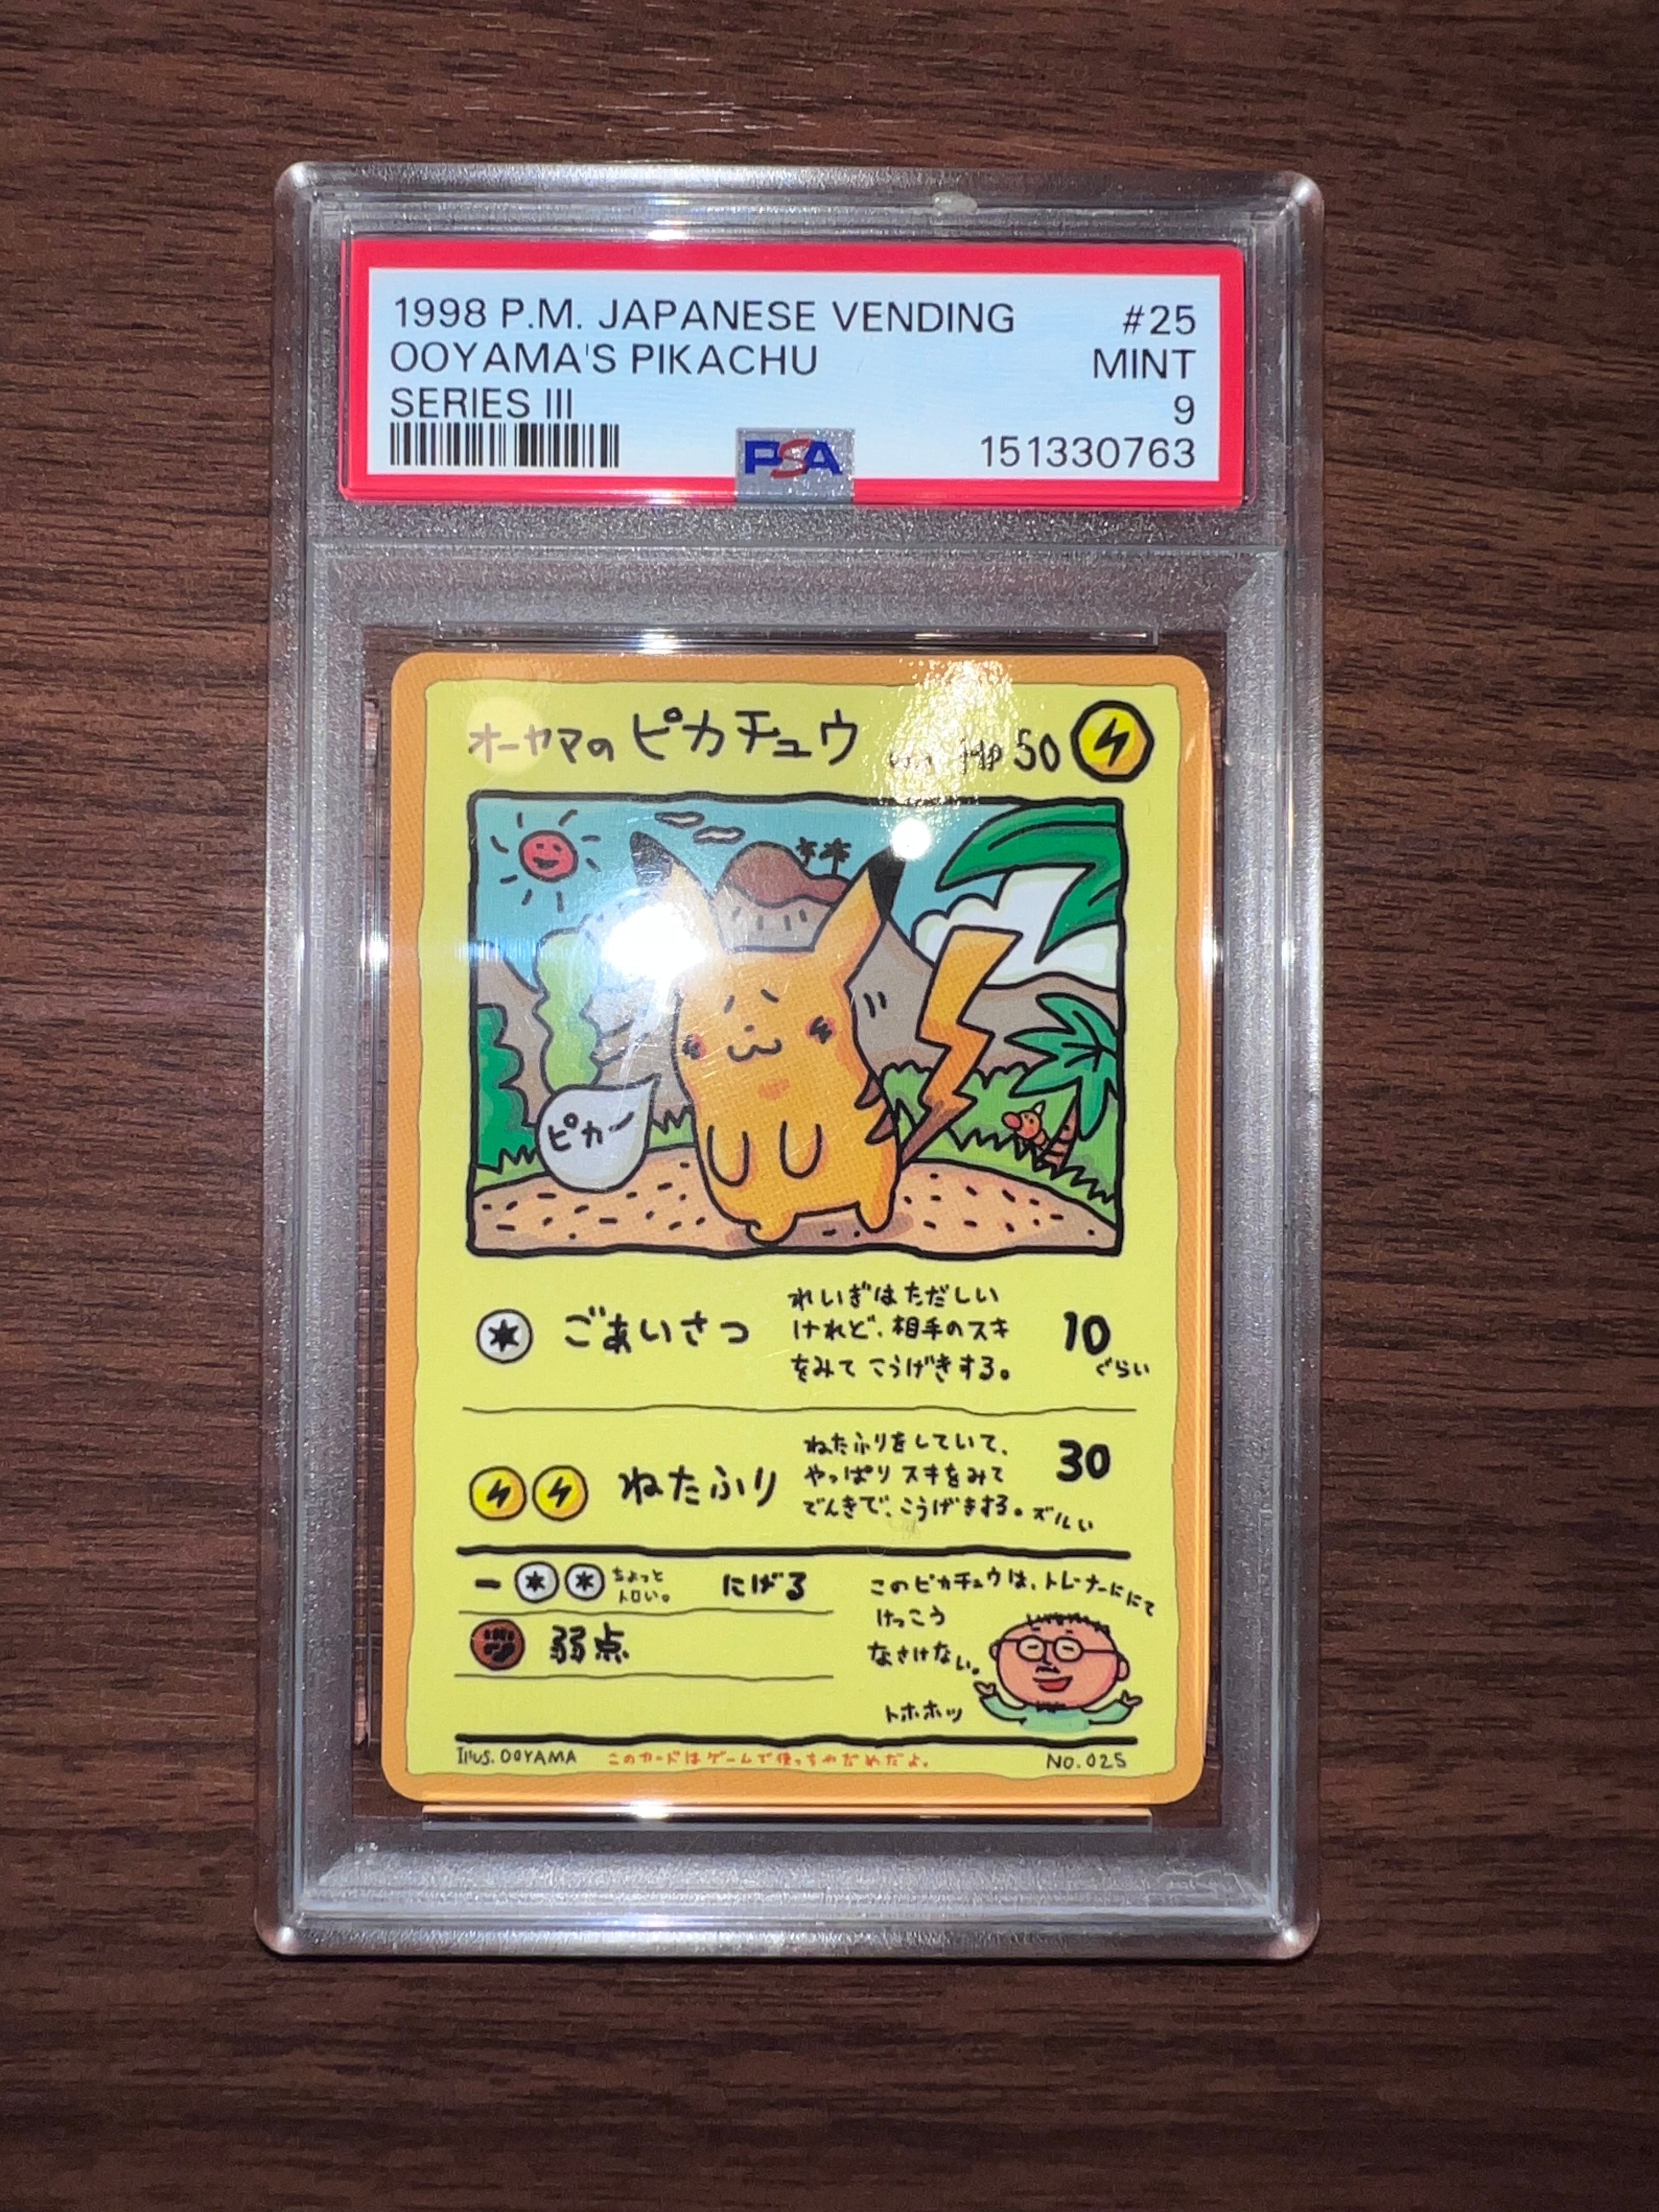 1998 P.M. JAPANESE VENDING #25
OOYAMA'S PIKACHU MINT
SERIES III 9
PSA 151330763
オーヤマの ピカチュウ HP 50
ピカー
ごあいさつ
れいぎはただしい
けれど、相手のスキ
をみて こうげきする。
10
ぐらい
ねたふり
ねたふりをしていて、
やっぱり スキをみて
でんきで、こうげきする。ズルい
30
ちょっと
トロい。
にげる
弱点
このピカチュウは、トレーナーににて
けっこう
なさけない。
トホホッ
Illus. OOYAMA このカードはゲームで使っちゃだめだよ。 NO. 025